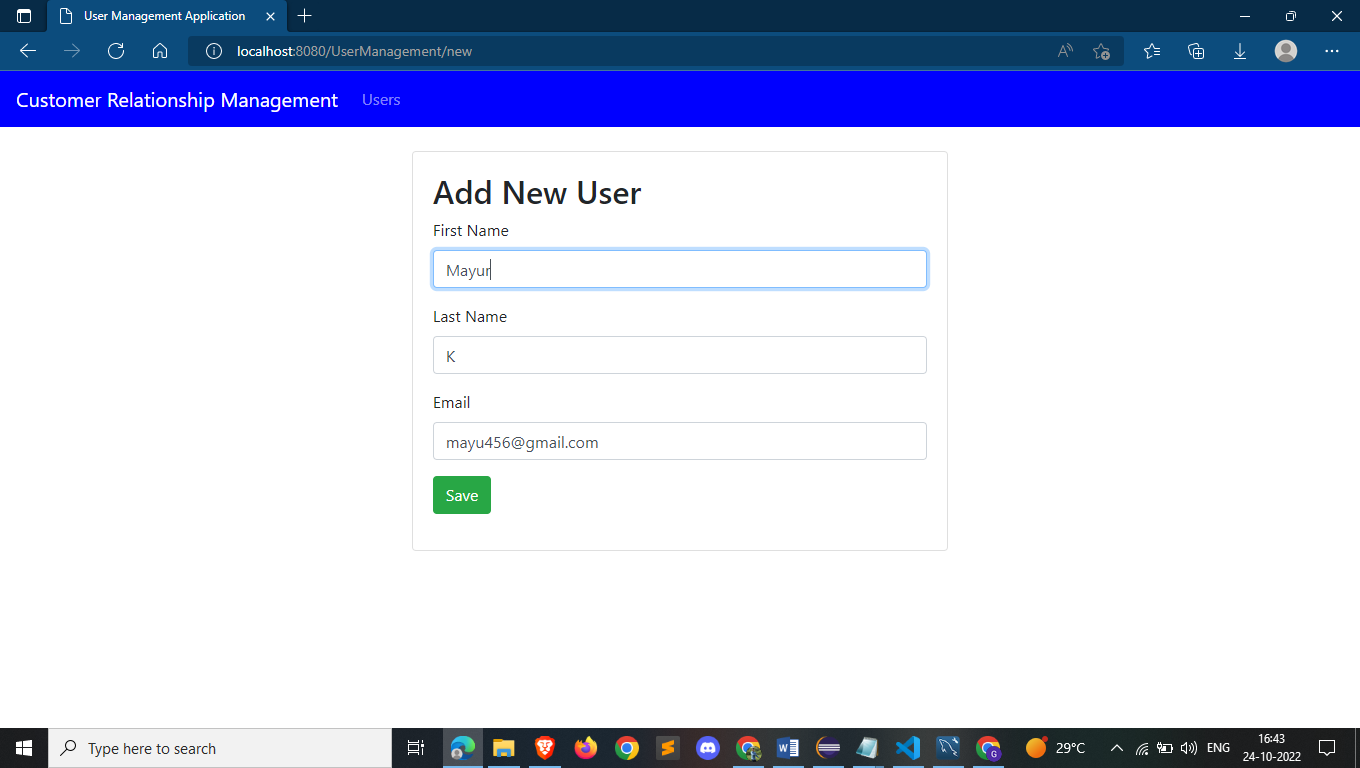 User Management Application
localhost:8080/UserManagement/new
Customer Relationship Management Users
Add New User
First Name
Mayur
Last Name
K
Email
mayu456@gmail.com
Save
Type here to search
29°C
ENG
16:43
24-10-2022